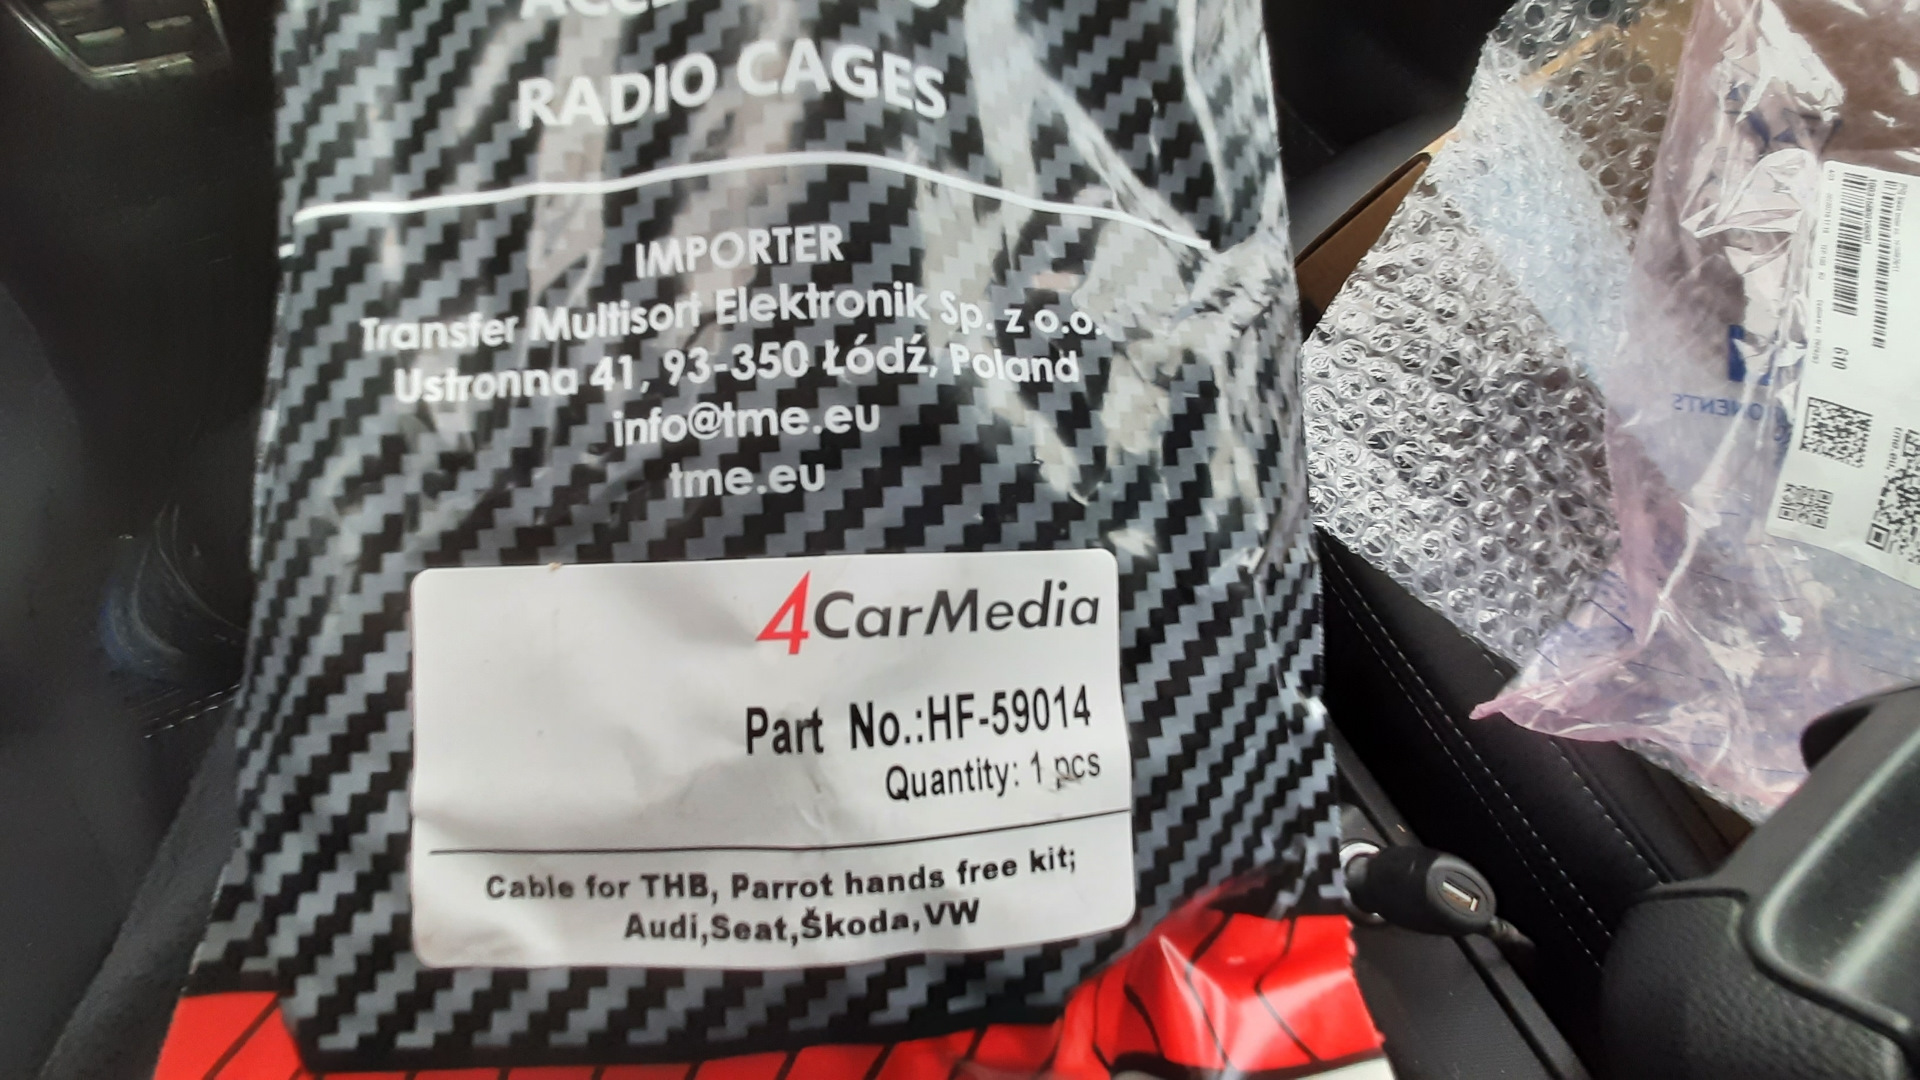 RADIO CAGES
IMPORTER
Transfer Multisort Elektronik Sp. z o.o.
Ustronna 41, 93-350 Łódź, Poland
info@tme.eu
tme.eu
4CarMedia
Part No.:HF-59014
Quantity: 1 pcs
Cable for THB, Parrot hands free kit;
Audi,Seat,Škoda,VW
610